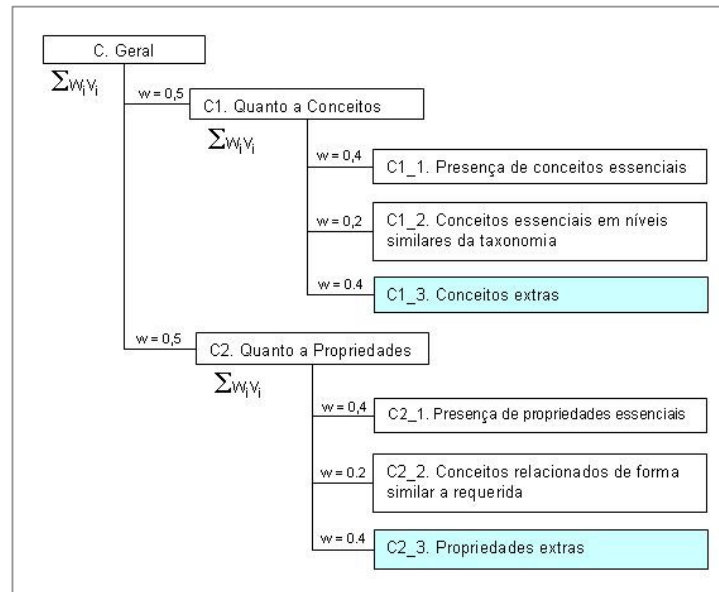 C. Geral
∑wᵢvᵢ
w = 0,5
C1. Quanto a Conceitos
∑wᵢvᵢ
w = 0,4
C1_1. Presença de conceitos essenciais
w = 0,2
C1_2. Conceitos essenciais em níveis
similares da taxonomia
w = 0.4
C1_3. Conceitos extras
w = 0,5
C2. Quanto a Propriedades
∑wᵢvᵢ
w = 0,4
C2_1. Presença de propriedades essenciais
w = 0.2
C2_2. Conceitos relacionados de forma
similar a requerida
w = 0.4
C2_3. Propriedades extras